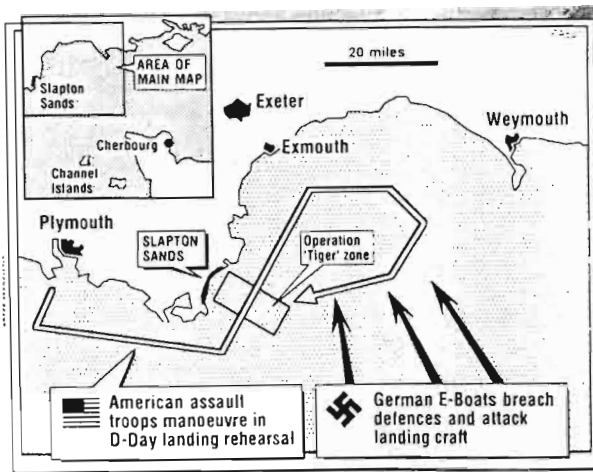 AREA OF
MAIN MAP
Slapton
Sands
Cherbourg
Channel
Islands
20 miles
Exeter
Exmouth
Weymouth
Plymouth
SLAPTON
SANDS
Operation
'Tiger' zone
American assault
troops manoeuvre in
D-Day landing rehearsal
German E-Boats breach
defences and attack
landing craft